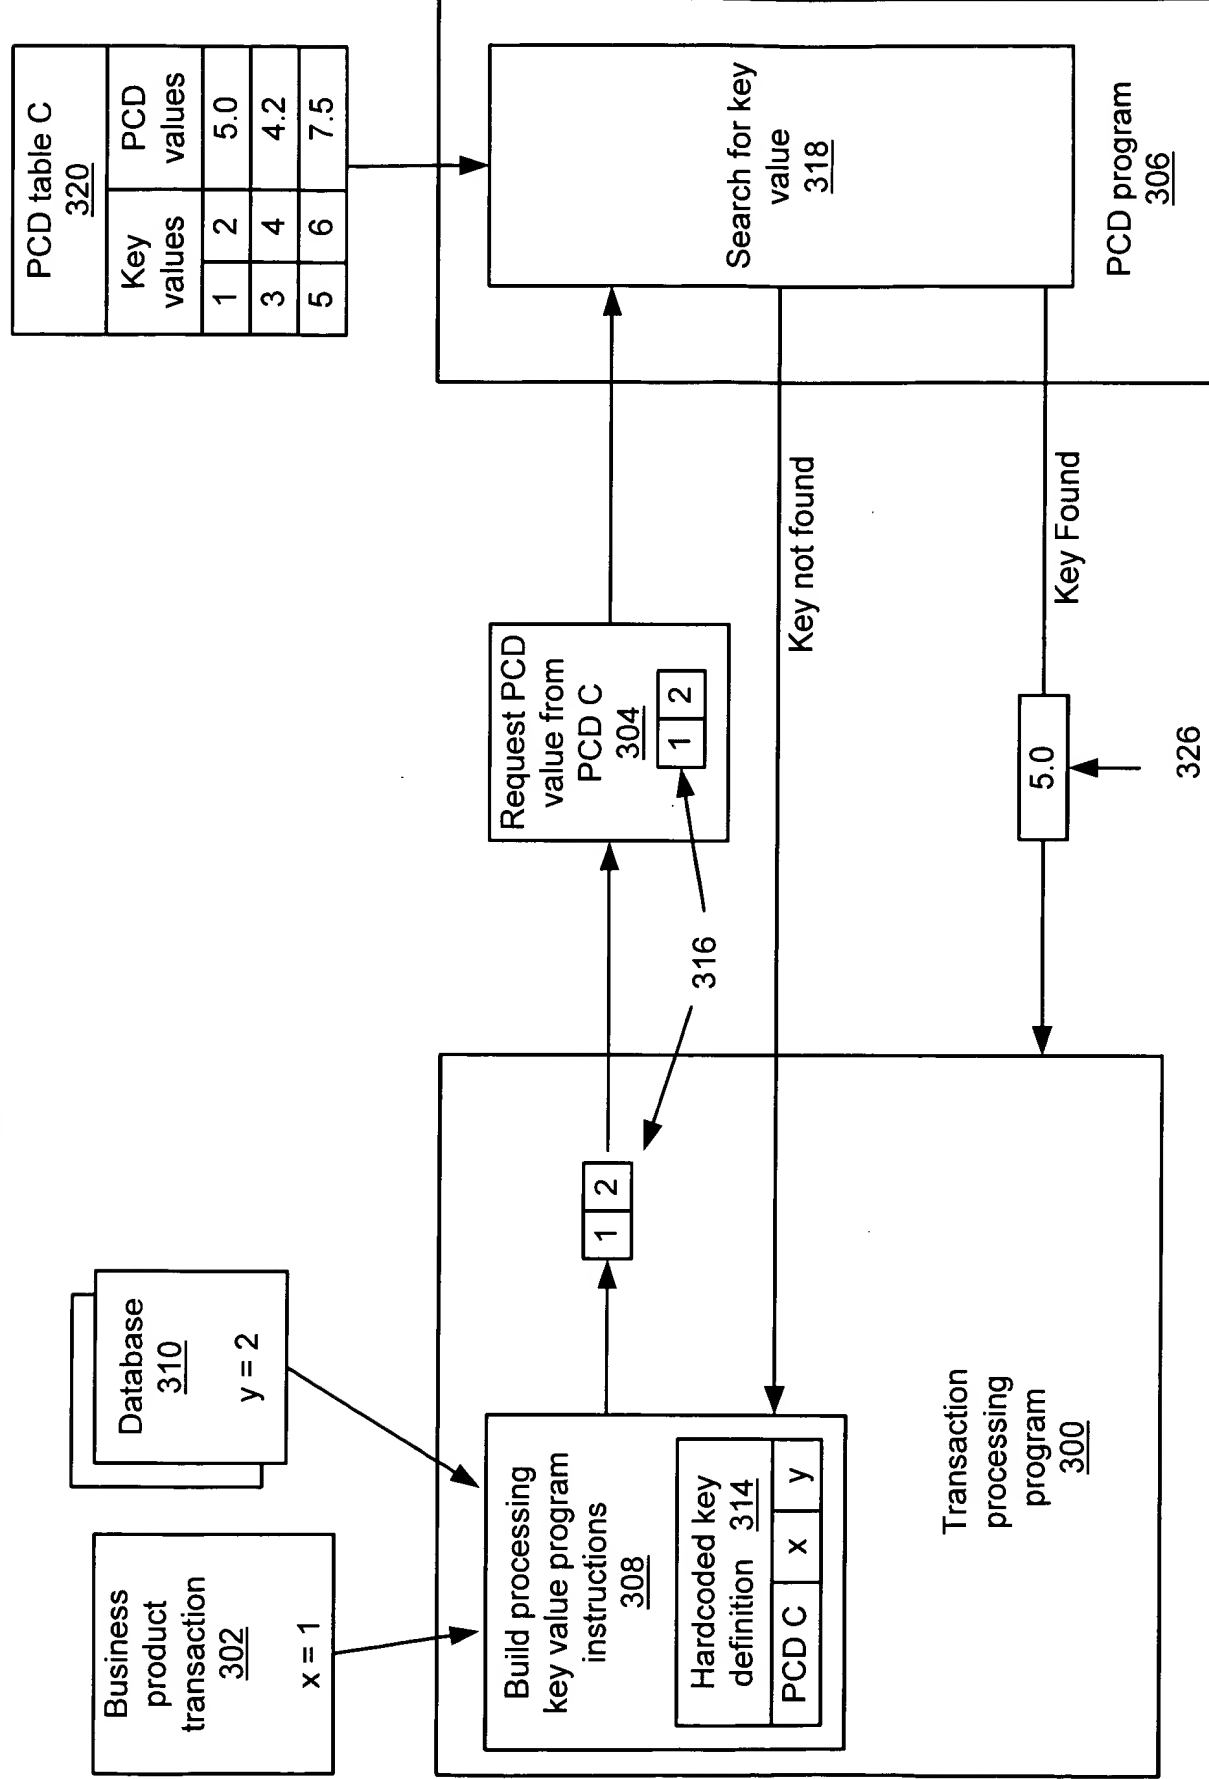 Business
product
transaction
302
x = 1
Database
310
y = 2
PCD table C
320
Key
values
PCD
values
1 2 5.0
3 4 4.2
5 6 7.5
Build processing
key value program
instructions
308
Hardcoded key
definition 314
PCD C x y
1 2
316
Request PCD
value from
PCD C
304
1 2
Search for key
value
318
Key not found
Key Found
5.0
326
Transaction
processing
program
300
PCD program
306